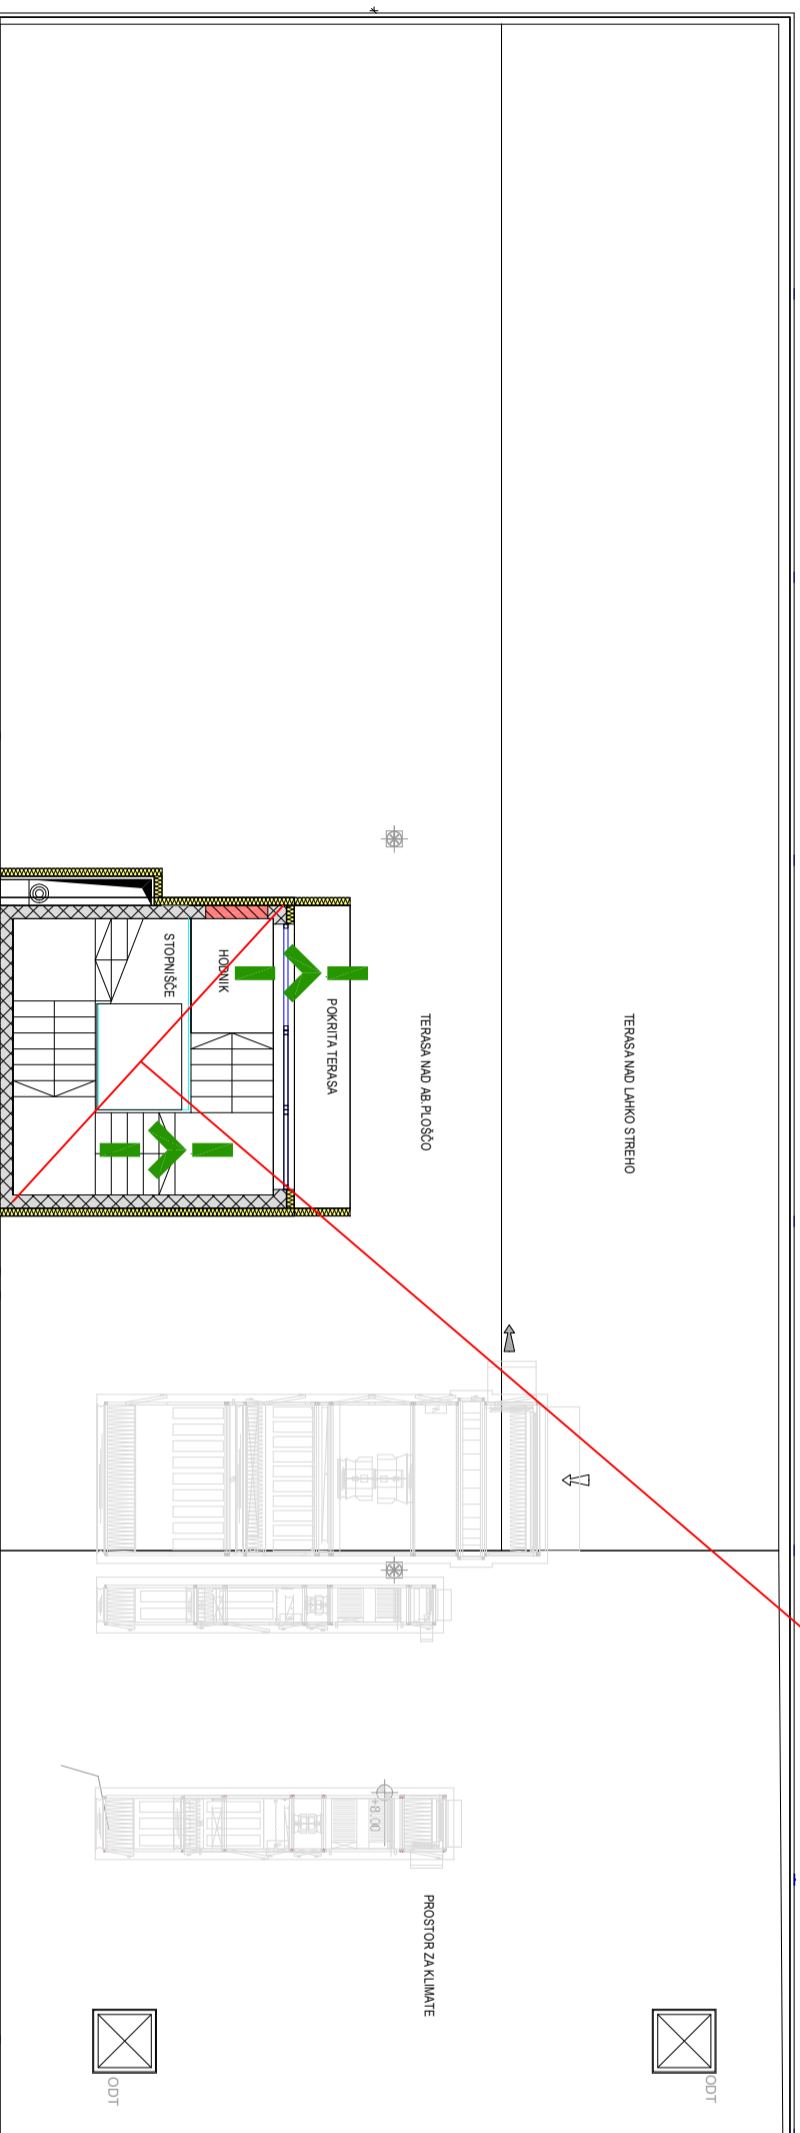 STOPNIŠČE
HODNIK
POKRITA TERASA
TERASA NAD AB.PLOŠČO
TERASA NAD LAHKO STREHO
+8.00
PROSTOR ZA KLIMATE
ODT
ODT